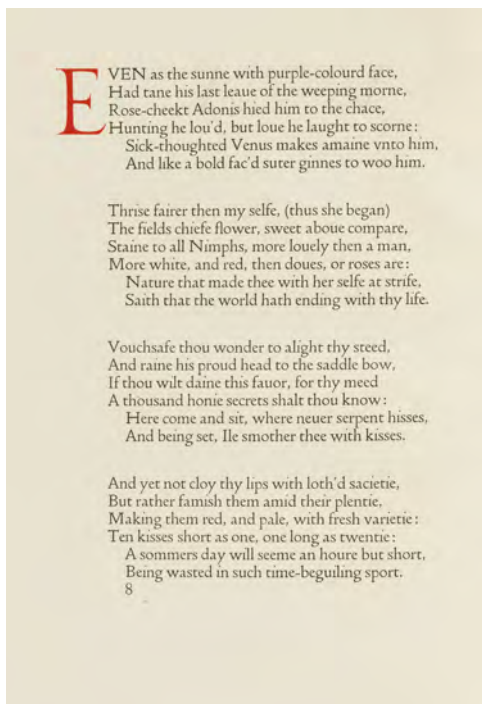 EVEN as the sunne with purple-colourd face,
Had tane his last leaue of the weeping morne,
Rose-cheekt Adonis hied him to the chace,
Hunting he lou'd, but loue he laught to scorne:
Sick-thoughted Venus makes amaine vnto him,
And like a bold fac'd suter ginnes to woo him.

Thrise fairer then my selfe, (thus she began)
The fields chiefe flower, sweet aboue compare,
Staine to all Nimphs, more louely then a man,
More white, and red, then doues, or roses are:
Nature that made thee with her selfe at strife,
Saith that the world hath ending with thy life.

Vouchsafe thou wonder to alight thy steed,
And raine his proud head to the saddle bow,
If thou wilt daine this fauor, for thy meed
A thousand honie secrets shalt thou know:
Here come and sit, where neuer serpent hisses,
And being set, Ile smother thee with kisses.

And yet not cloy thy lips with loth'd sacietie,
But rather famish them amid their plentie,
Making them red, and pale, with fresh varietie:
Ten kisses short as one, one long as twentie:
A sommers day will seeme an houre but short,
Being wasted in such time-beguiling sport.
8